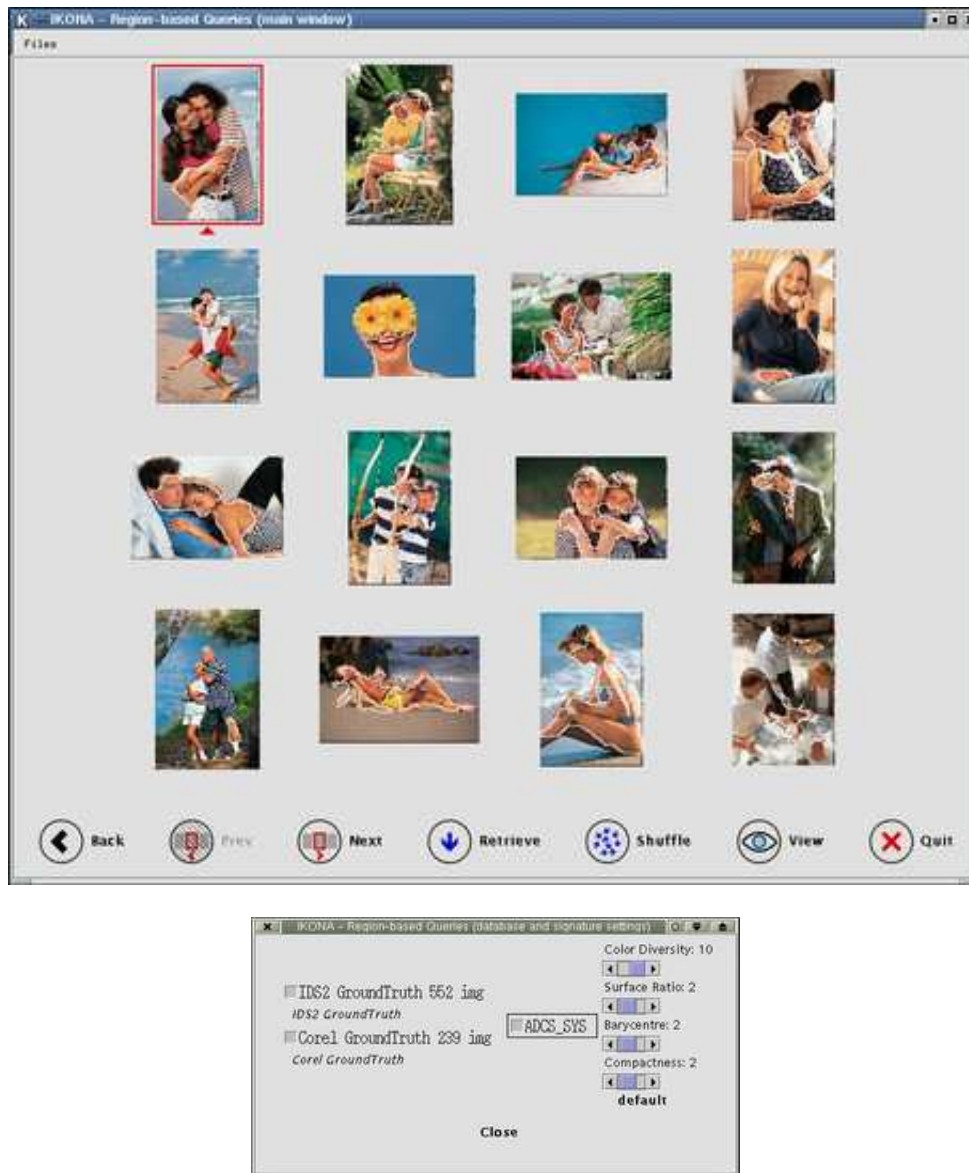 IKONA - Region-based Queries (main window)
Files
Back
Prev
Next
Retrieve
Shuffle
View
Quit
IKONA - Region-based Queries (database and signature settings)
Color Diversity: 10
IDS2 GroundTruth 552 img
IDS2 GroundTruth
Surface Ratio: 2
ADCS_SYS
Barycentre: 2
Corel GroundTruth 239 img
Corel GroundTruth
Compactness: 2
default
Close